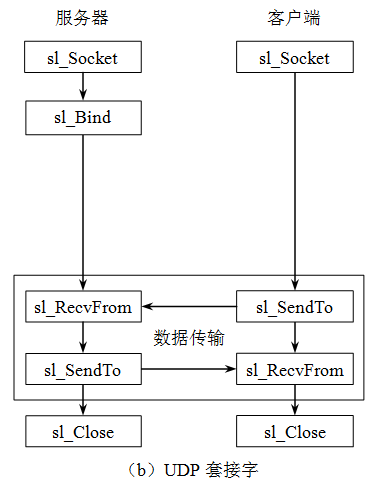 服务器 客户端
sl_Socket sl_Socket
sl_Bind
sl_RecvFrom sl_SendTo
数据传输
sl_SendTo sl_RecvFrom
sl_Close sl_Close
（b）UDP 套接字